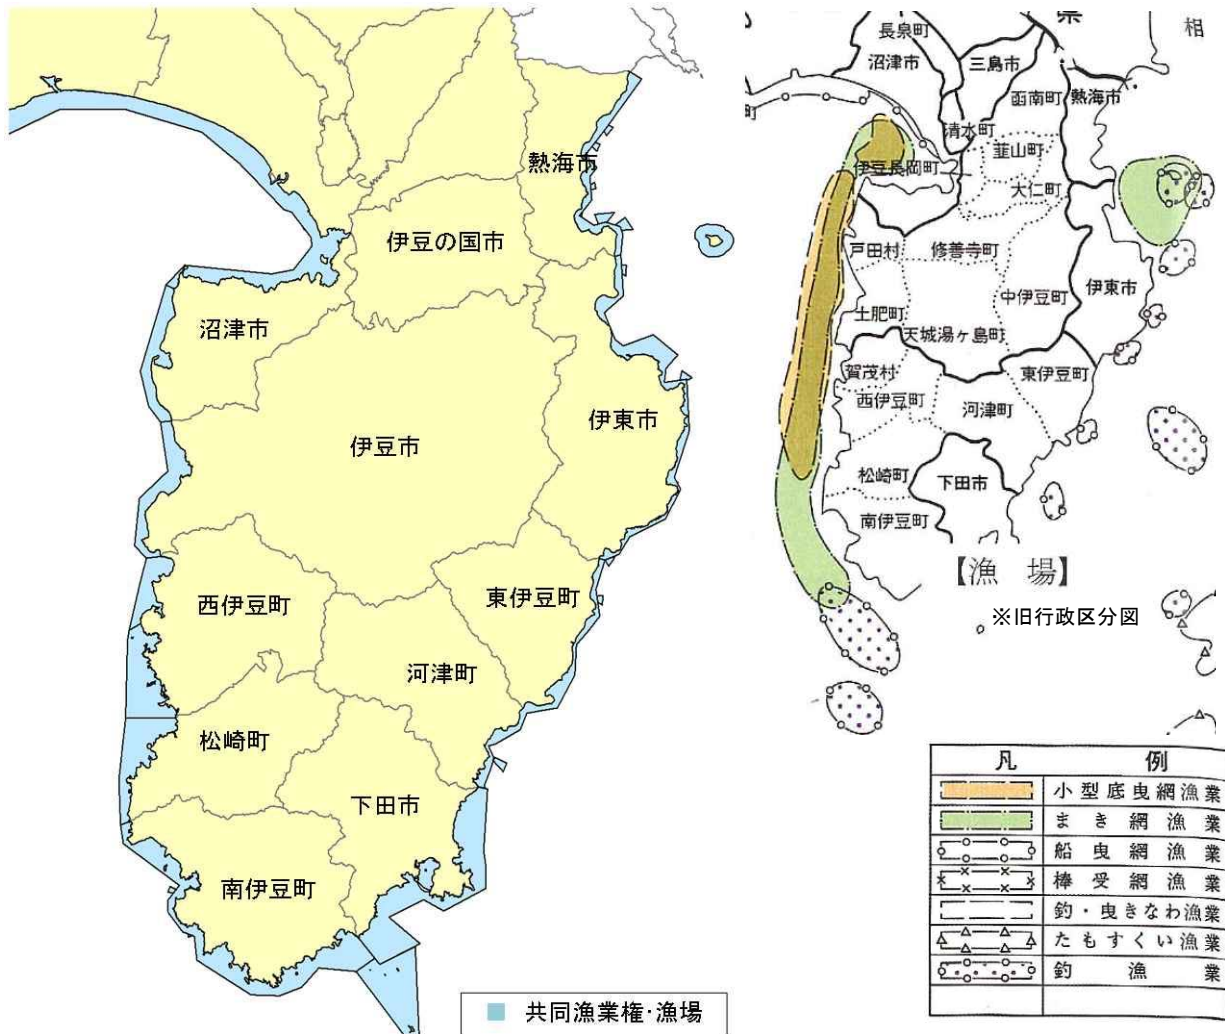 熱海市
伊豆の国市
沼津市
伊東市
伊豆市
西伊豆町
東伊豆町
河津町
松崎町
下田市
南伊豆町
共同漁業権・漁場
県
相
長泉町
沼津市
三島市
函南町
熱海市
町
清水町
韮山町
伊豆長岡町
大仁町
戸田村
修善寺町
中伊豆町
伊東市
土肥町
天城湯ヶ島町
賀茂村
東伊豆町
西伊豆町
河津町
松崎町
下田市
南伊豆町
【漁 場】
※旧行政区分図
凡 例
小型底曳網漁業
まき網漁業
船曳網漁業
棒受網漁業
釣・曳きなわ漁業
たもすくい漁業
釣漁業